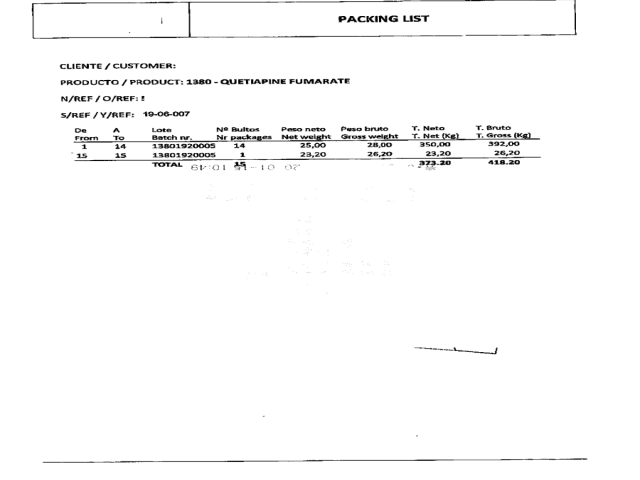 PACKING LIST
CLIENTE / CUSTOMER:
PRODUCTO / PRODUCT: 1380 - QUETIAPINE FUMARATE
N/REF / O/REF:
S/REF / Y/REF: 19-06-007
De A Lote Nº Bultos Peso neto Peso bruto T. Neto T. Bruto
From To Batch nr. Nr packages Net weight Gross weight T. Net (Kg) T. Gross (Kg)
1 14 13801920005 14 25,00 28,00 350,00 392,00
15 15 13801920005 1 23,20 26,20 23,20 26,20
TOTAL 15 373.20 418.20